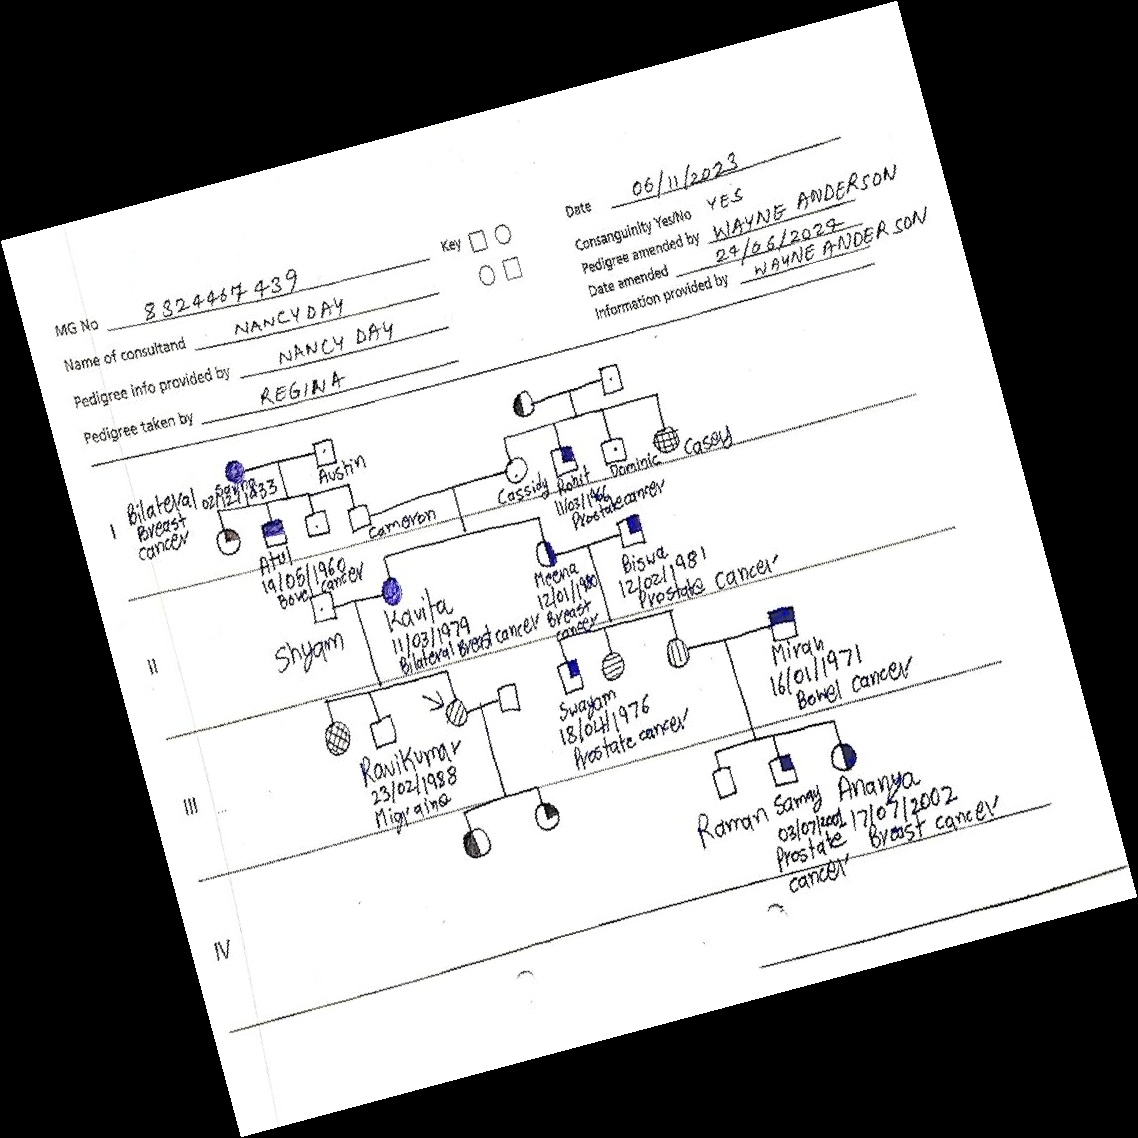 MG No 8324467439
Name of consultand NANCY DAY
Pedigree info provided by NANCY DAY
Pedigree taken by REGINA
Key
Date 06/11/2023
Consanguinity Yes/No YES
Pedigree amended by WAYNE ANDERSON
Date amended 24/06/2024
Information provided by WAYNE ANDERSON
I
Bilateral
Breast
cancer
02/12/1933
Austin
Atul
19/05/1960
Bowel cancer
Cameron
Cassidy
Rohit
11/03/1966
Prostate cancer
Dominic
Casey
II
Shyam
Kavita
11/03/1979
Bilateral Breast cancer
Meena
12/01/1980
Breast
cancer
Biswa
12/02/1981
Prostate cancer
III
Ravikumar
23/02/1988
Migraine
Swayam
18/04/1976
Prostate cancer
Mirah
16/01/1971
Bowel cancer
IV
Raman
Samay
03/07/2001
Prostate
cancer
Ananya
17/07/2002
Breast cancer